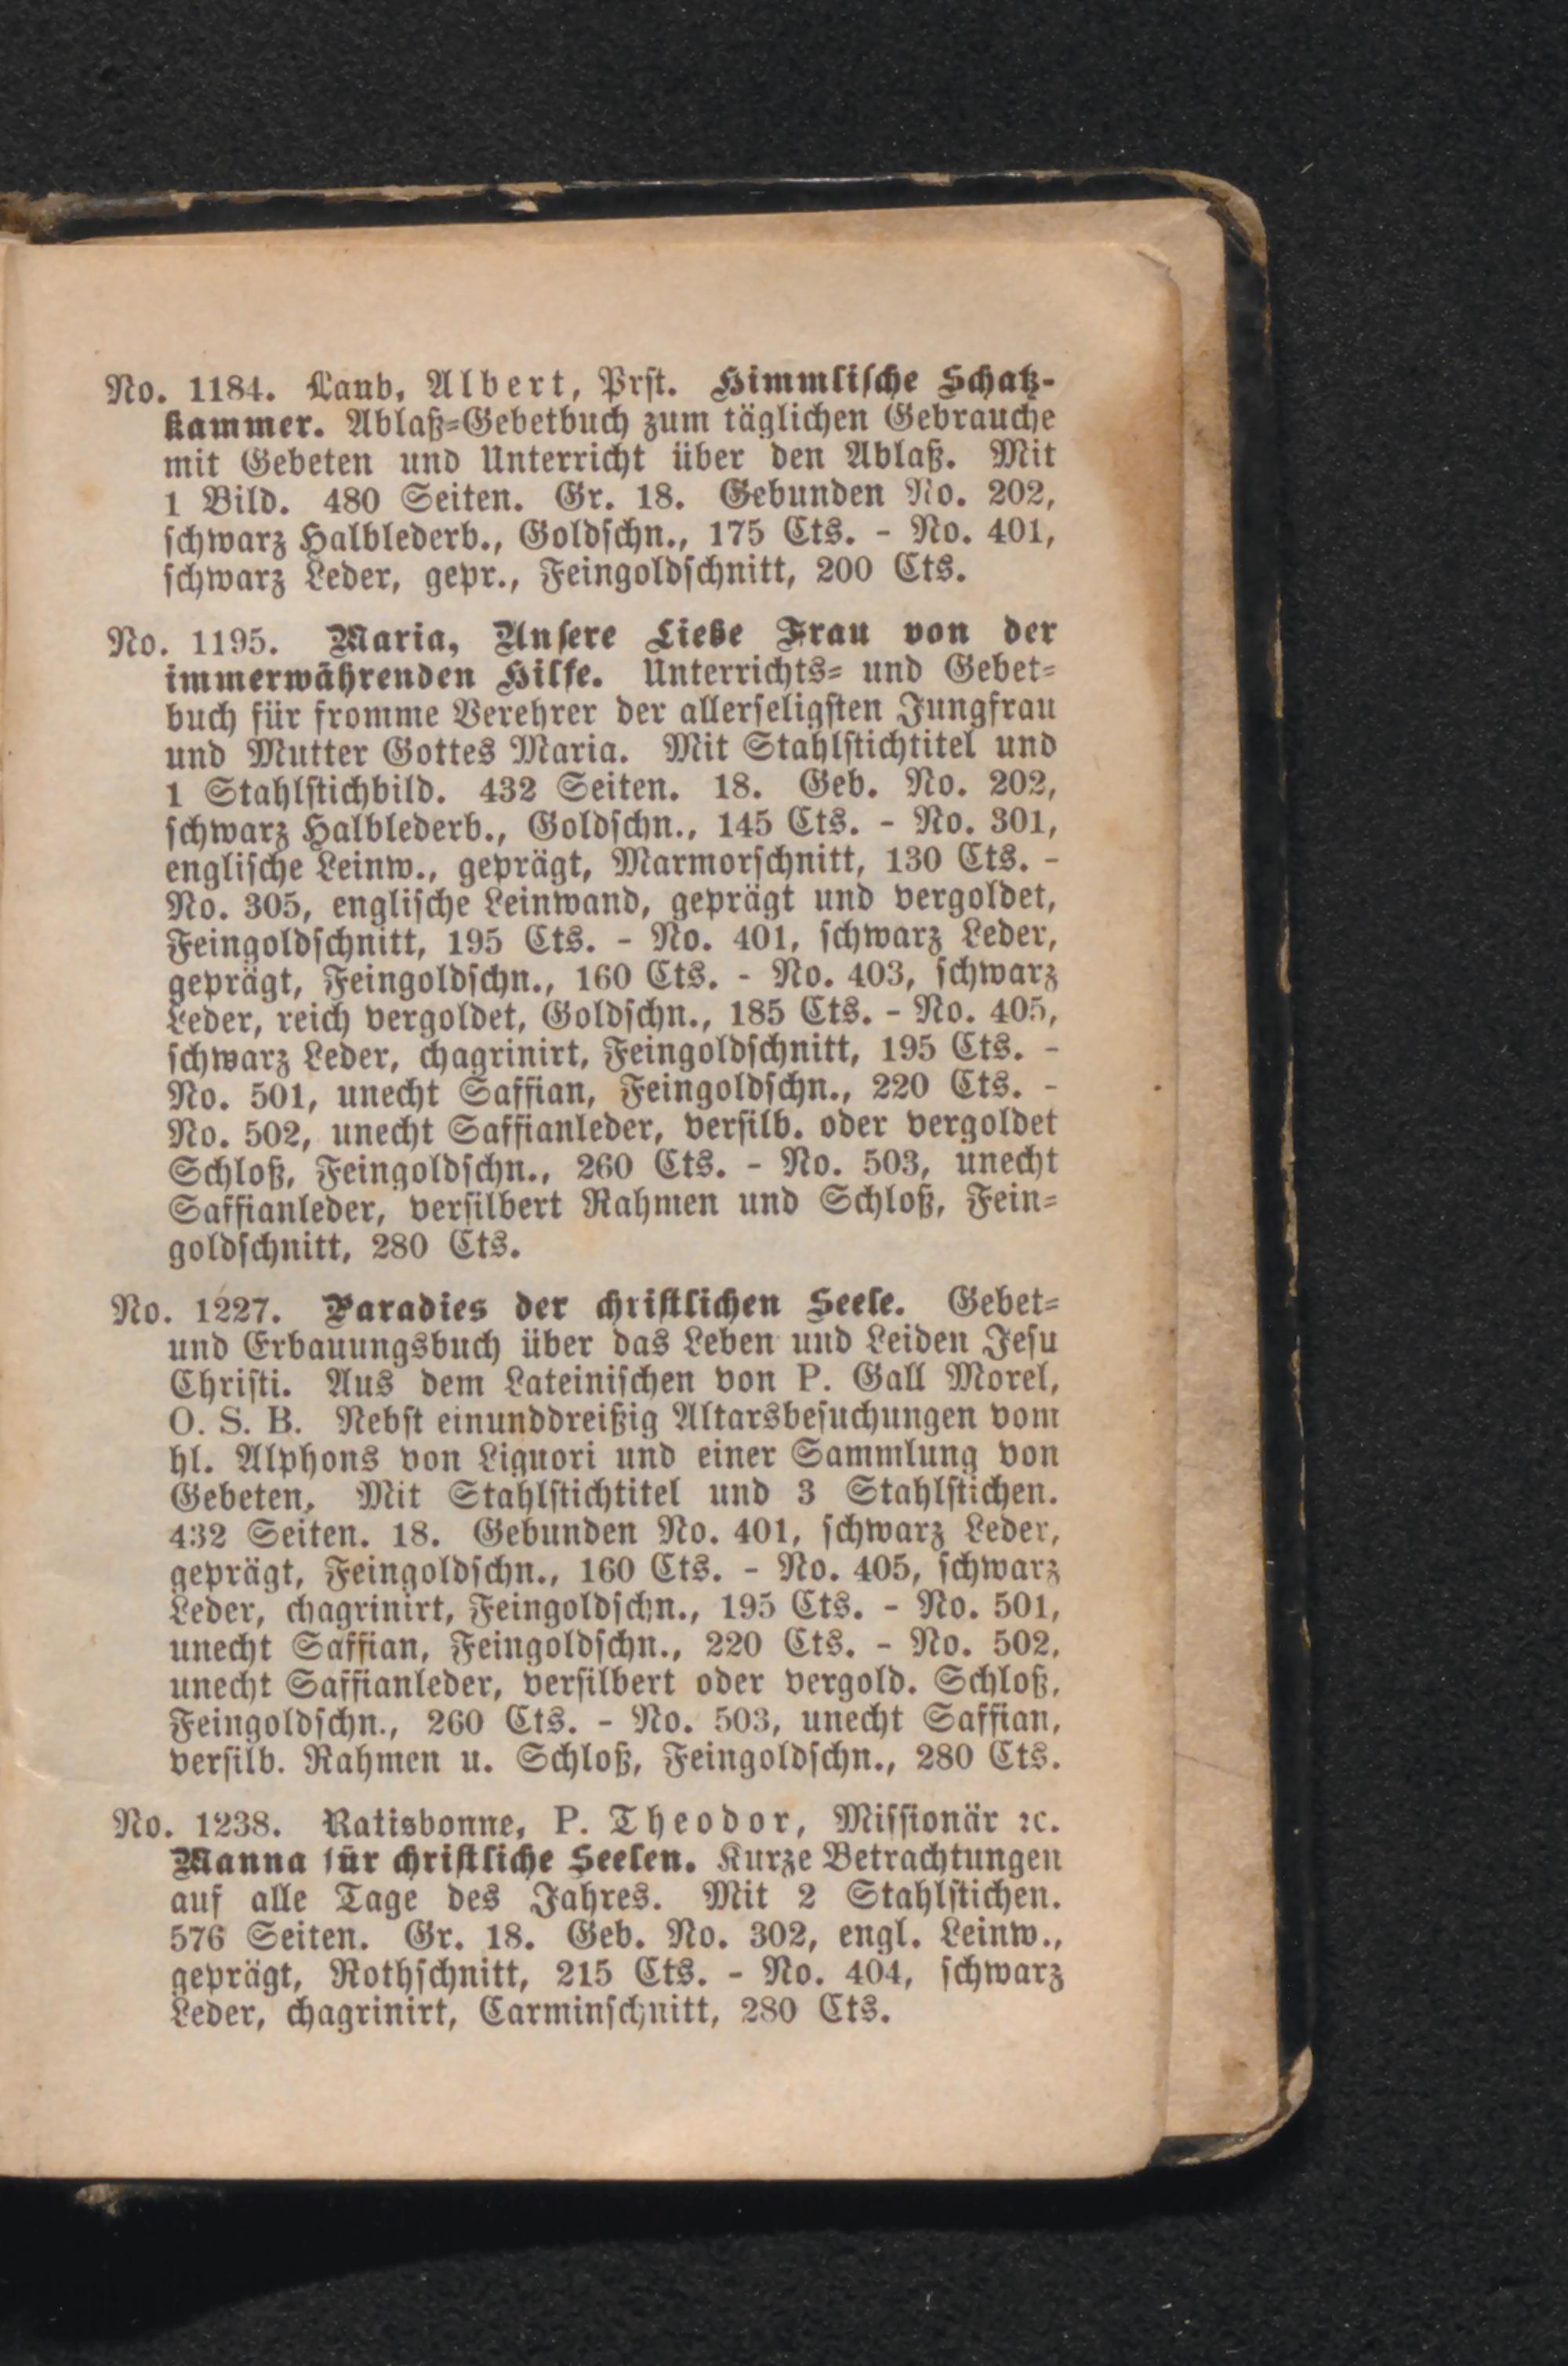 No. 1184. Laub, Albert, Prst. Himmlische Schatz-
kammer. Ablaß-Gebetbuch zum täglichen Gebrauche
mit Gebeten und Unterricht über den Ablaß. Mit
1 Bild. 480 Seiten. Gr. 18. Gebunden No. 202,
schwarz Halblederb., Goldschn., 175 Cts. - No. 401,
schwarz Leder, gepr., Feingoldschnitt, 200 Cts.
No. 1195. Maria, Unsere Liebe Frau von der
immerwährenden Hilfe. Unterrichts- und Gebet-
buch für fromme Verehrer der allerseligsten Jungfrau
und Mutter Gottes Maria. Mit Stahlstichtitel und
1 Stahlstichbild. 432 Seiten. 18. Geb. No. 202,
schwarz Halblederb., Goldschn., 145 Cts. - No. 301,
englische Leinw., geprägt, Marmorschnitt, 130 Cts. -
No. 305, englische Leinwand, geprägt und vergoldet,
Feingoldschnitt, 195 Cts. - No. 401, schwarz Leder,
geprägt, Feingoldschn., 160 Cts. - No. 403, schwarz
Leder, reich vergoldet, Goldschn., 185 Cts. - No. 405,
schwarz Leder, chagrinirt, Feingoldschnitt, 195 Cts. -
No. 501, unecht Saffian, Feingoldschn., 220 Cts. -
No. 502, unecht Saffianleder, versilb. oder vergoldet
Schloß, Feingoldschn., 260 Cts. - No. 503, unecht
Saffianleder, versilbert Rahmen und Schloß, Fein-
goldschnitt, 280 Cts.
No. 1227. Paradies der christlichen Seele. Gebet-
und Erbauungsbuch über das Leben und Leiden Jesu
Christi. Aus dem Lateinischen von P. Gall Morel,
O. S. B. Nebst einunddreißig Altarsbesuchungen vom
hl. Alphons von Liguori und einer Sammlung von
Gebeten, Mit Stahlstichtitel und 3 Stahlstichen.
432 Seiten. 18. Gebunden No. 401, schwarz Leder,
geprägt, Feingoldschn., 160 Cts. - No. 405, schwarz
Leder, chagrinirt, Feingoldschn., 195 Cts. - No. 501,
unecht Saffian, Feingoldschn., 220 Cts. - No. 502,
unecht Saffianleder, versilbert oder vergold. Schloß,
Feingoldschn., 260 Cts. - No. 503, unecht Saffian,
versilb. Rahmen u. Schloß, Feingoldschn., 280 Cts.
No. 1238. Ratisbonne, P. Theodor, Missionär ꝛc.
Manna für christliche Seelen. Kurze Betrachtungen
auf alle Tage des Jahres. Mit 2 Stahlstichen.
576 Seiten. Gr. 18. Geb. No. 302, engl. Leinw.,
geprägt, Rothschnitt, 215 Cts. - No. 404, schwarz
Leder, chagrinirt, Carminschnitt, 280 Cts.